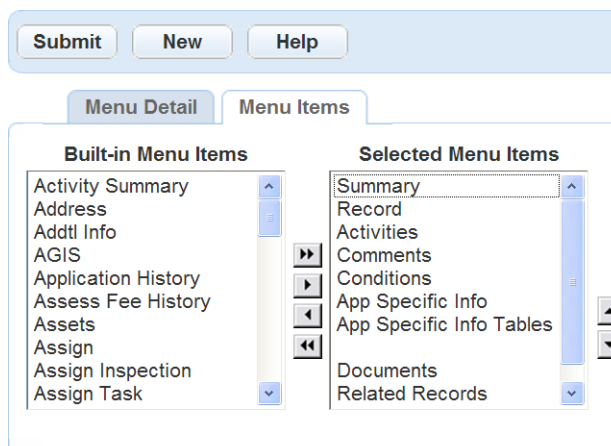 Submit New Help
Menu Detail Menu Items
Built-in Menu Items
Activity Summary
Address
Addtl Info
AGIS
Application History
Assess Fee History
Assets
Assign
Assign Inspection
Assign Task
Selected Menu Items
Summary
Record
Activities
Comments
Conditions
App Specific Info
App Specific Info Tables
Documents
Related Records